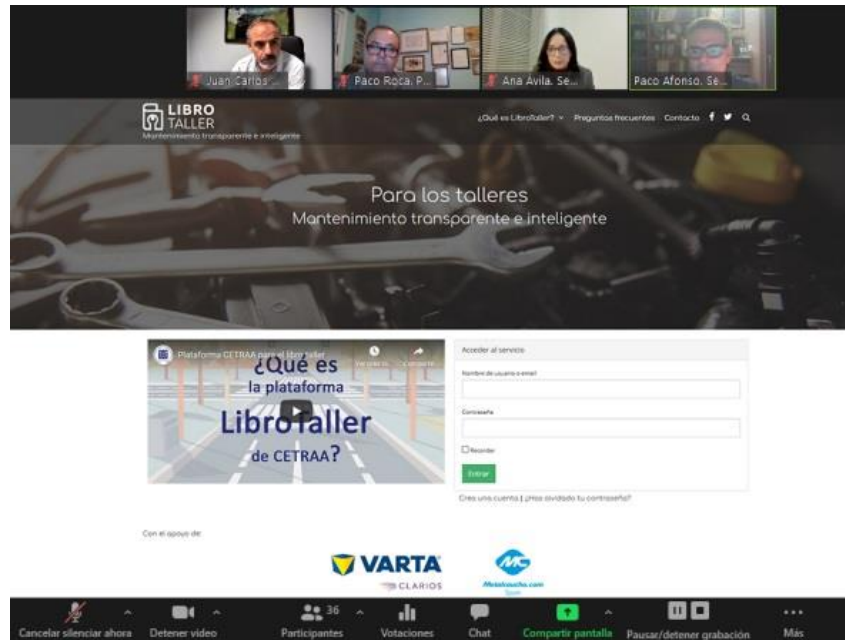 Juan Carlos
Paco Roca. P...
Ana Ávila. Se...
Paco Afonso. Se...
LIBRO
TALLER
Mantenimiento transparente e inteligente
¿Qué es LibroTaller?
Preguntas frecuentes
Contacto
Para los talleres
Mantenimiento transparente e inteligente
Plataforma CETRAA para el libro taller
¿Qué es
la plataforma
LibroTaller
de CETRAA?
Acceder al servicio
Nombre de usuario o email
Contraseña
Recordar
Entrar
Crea una cuenta | ¿Has olvidado tu contraseña?
Con el apoyo de:
VARTA
CLARIOS
MG
Metalcaucho.com
Cancelar silenciar ahora
Detener video
36
Participantes
Votaciones
Chat
Compartir pantalla
Pausar/detener grabación
Más